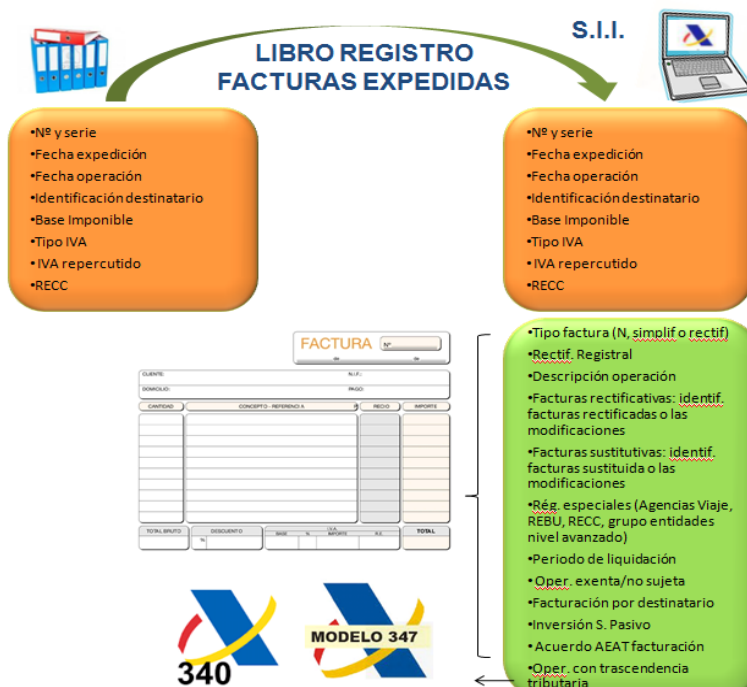 S.I.I.
LIBRO REGISTRO
FACTURAS EXPEDIDAS
•Nº y serie
•Fecha expedición
•Fecha operación
•Identificación destinatario
•Base Imponible
•Tipo IVA
•IVA repercutido
•RECC
•Nº y serie
•Fecha expedición
•Fecha operación
•Identificación destinatario
•Base Imponible
•Tipo IVA
•IVA repercutido
•RECC
FACTURA Nº
de de
CLIENTE: N.I.F.:
DOMICILIO: PAGO:
CANTIDAD CONCEPTO - REFERENCIA RECIO IMPORTE
TOTAL BRUTO DESCUENTO I.V.A. TOTAL
% BASE % IMPORTE R.E.
•Tipo factura (N, simplif o rectif)
•Rectif. Registral
•Descripción operación
•Facturas rectificativas: identif.
facturas rectificadas o las
modificaciones
•Facturas sustitutivas: identif.
facturas sustituida o las
modificaciones
•Rég. especiales (Agencias Viaje,
REBU, RECC, grupo entidades
nivel avanzado)
•Periodo de liquidación
•Oper. exenta/no sujeta
•Facturación por destinatario
•Inversión S. Pasivo
•Acuerdo AEAT facturación
•Oper. con trascendencia
tributaria
340
MODELO 347